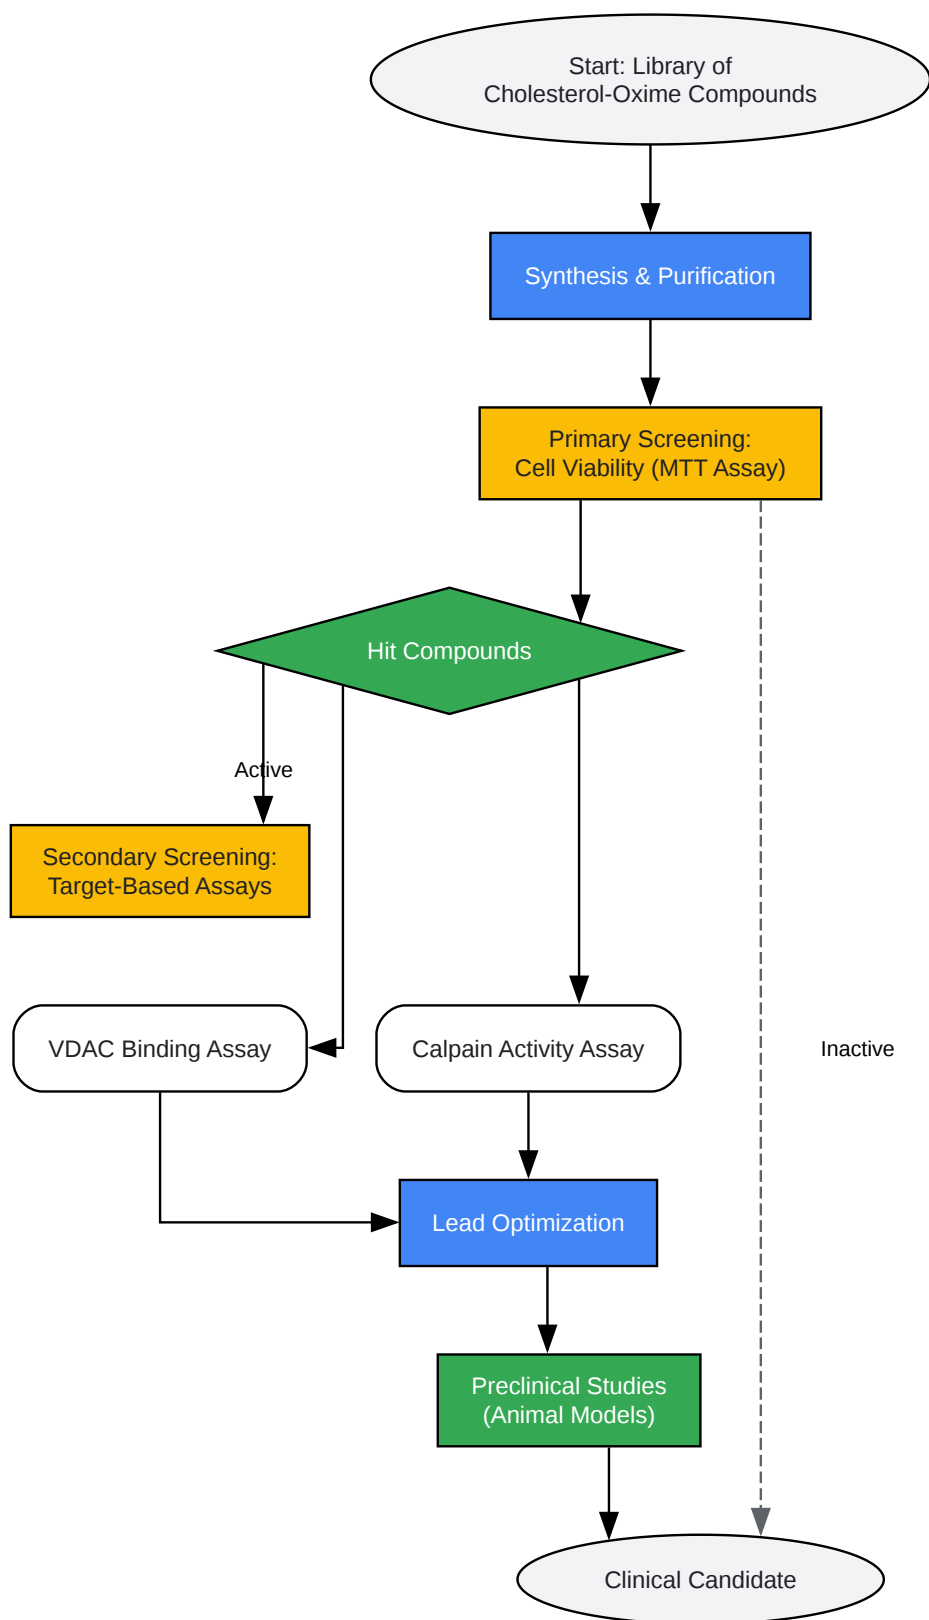 Start: Library of
Cholesterol-Oxime Compounds
Synthesis & Purification
Primary Screening:
Cell Viability (MTT Assay)
Hit Compounds
Active
Secondary Screening:
Target-Based Assays
VDAC Binding Assay
Calpain Activity Assay
Inactive
Lead Optimization
Preclinical Studies
(Animal Models)
Clinical Candidate